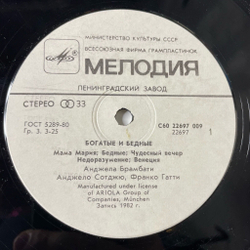 МИНИСТЕРСТВО КУЛЬТУРЫ СССР
ВСЕСОЮЗНАЯ ФИРМА ГРАМПЛАСТИНОК
МЕЛОДИЯ
ЛЕНИНГРАДСКИЙ ЗАВОД
СТЕРЕО 33
ГОСТ 5289-80
Гр. 3. 3-25
С60 22697 009
22697 1
БОГАТЫЕ И БЕДНЫЕ
Мама Мария; Бедные; Чудесный вечер
Недоразумение; Венеция
Анджела Брамбати
Анджело Сотджю, Франко Гатти
Manufactured under license
of ARIOLA Group of
Companies, München
Запись 1982 г.